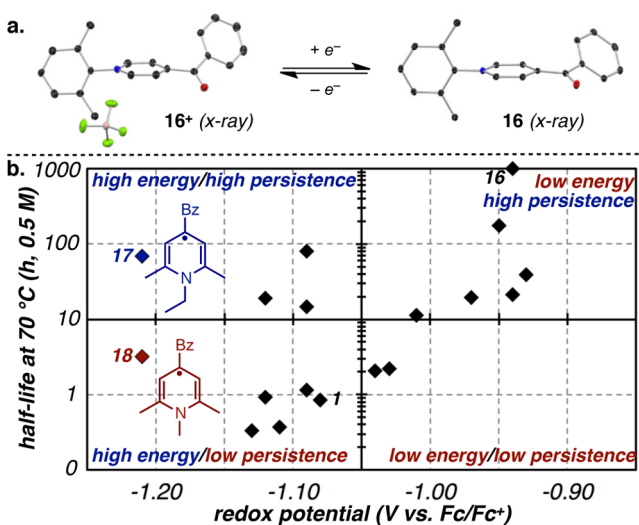 a.
+ e⁻
− e⁻
16⁺ (x-ray)
16 (x-ray)
b.
half-life at 70 °C (h, 0.5 M)
1000
100
10
1
0
high energy/high persistence
16
low energy
high persistence
Bz
17
N
Bz
18
N
1
high energy/low persistence
low energy/low persistence
-1.20 -1.10 -1.00 -0.90
redox potential (V vs. Fc/Fc⁺)